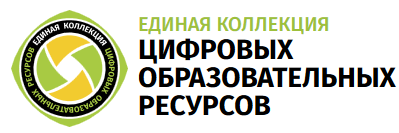 ЕДИНАЯ КОЛЛЕКЦИЯ
ЦИФРОВЫХ ОБРАЗОВАТЕЛЬНЫХ РЕСУРСОВ
ЕДИНАЯ КОЛЛЕКЦИЯ
ЦИФРОВЫХ
ОБРАЗОВАТЕЛЬНЫХ
РЕСУРСОВ